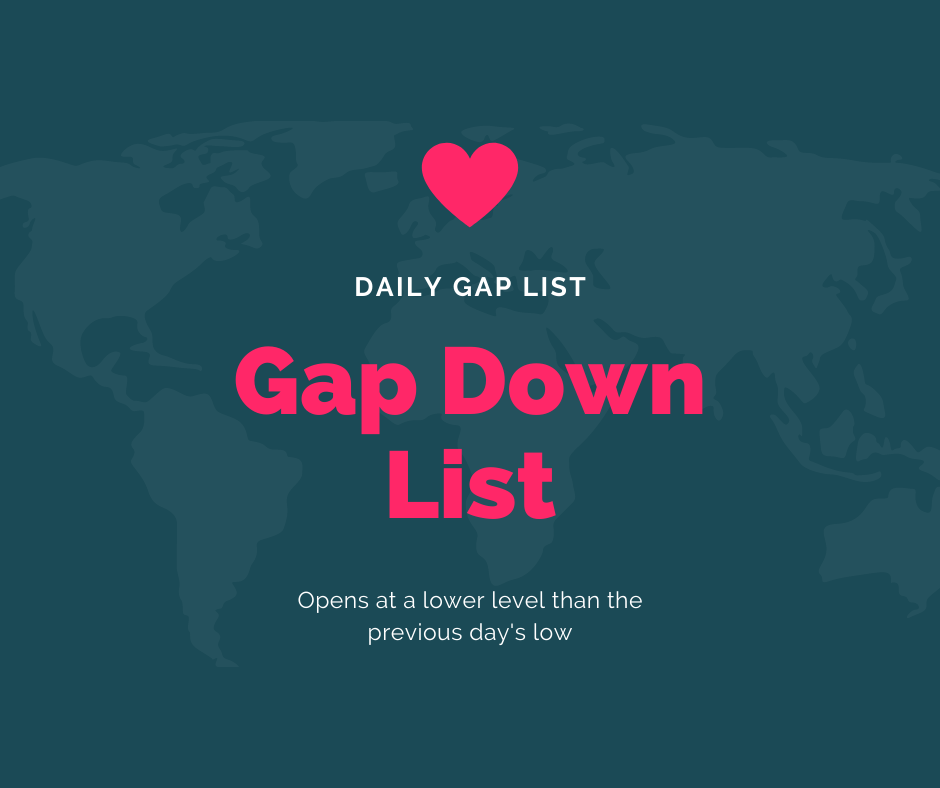 DAILY GAP LIST
Gap Down
List
Opens at a lower level than the
previous day's low